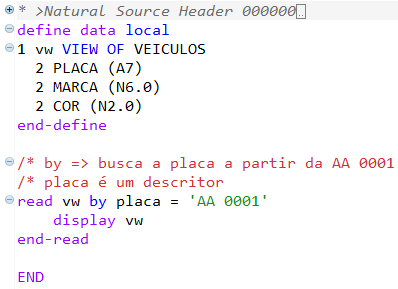 * >Natural Source Header 000000..
define data local
1 vw VIEW OF VEICULOS
2 PLACA (A7)
2 MARCA (N6.0)
2 COR (N2.0)
end-define
/* by => busca a placa a partir da AA 0001
/* placa é um descritor
read vw by placa = 'AA 0001'
display vw
end-read
END